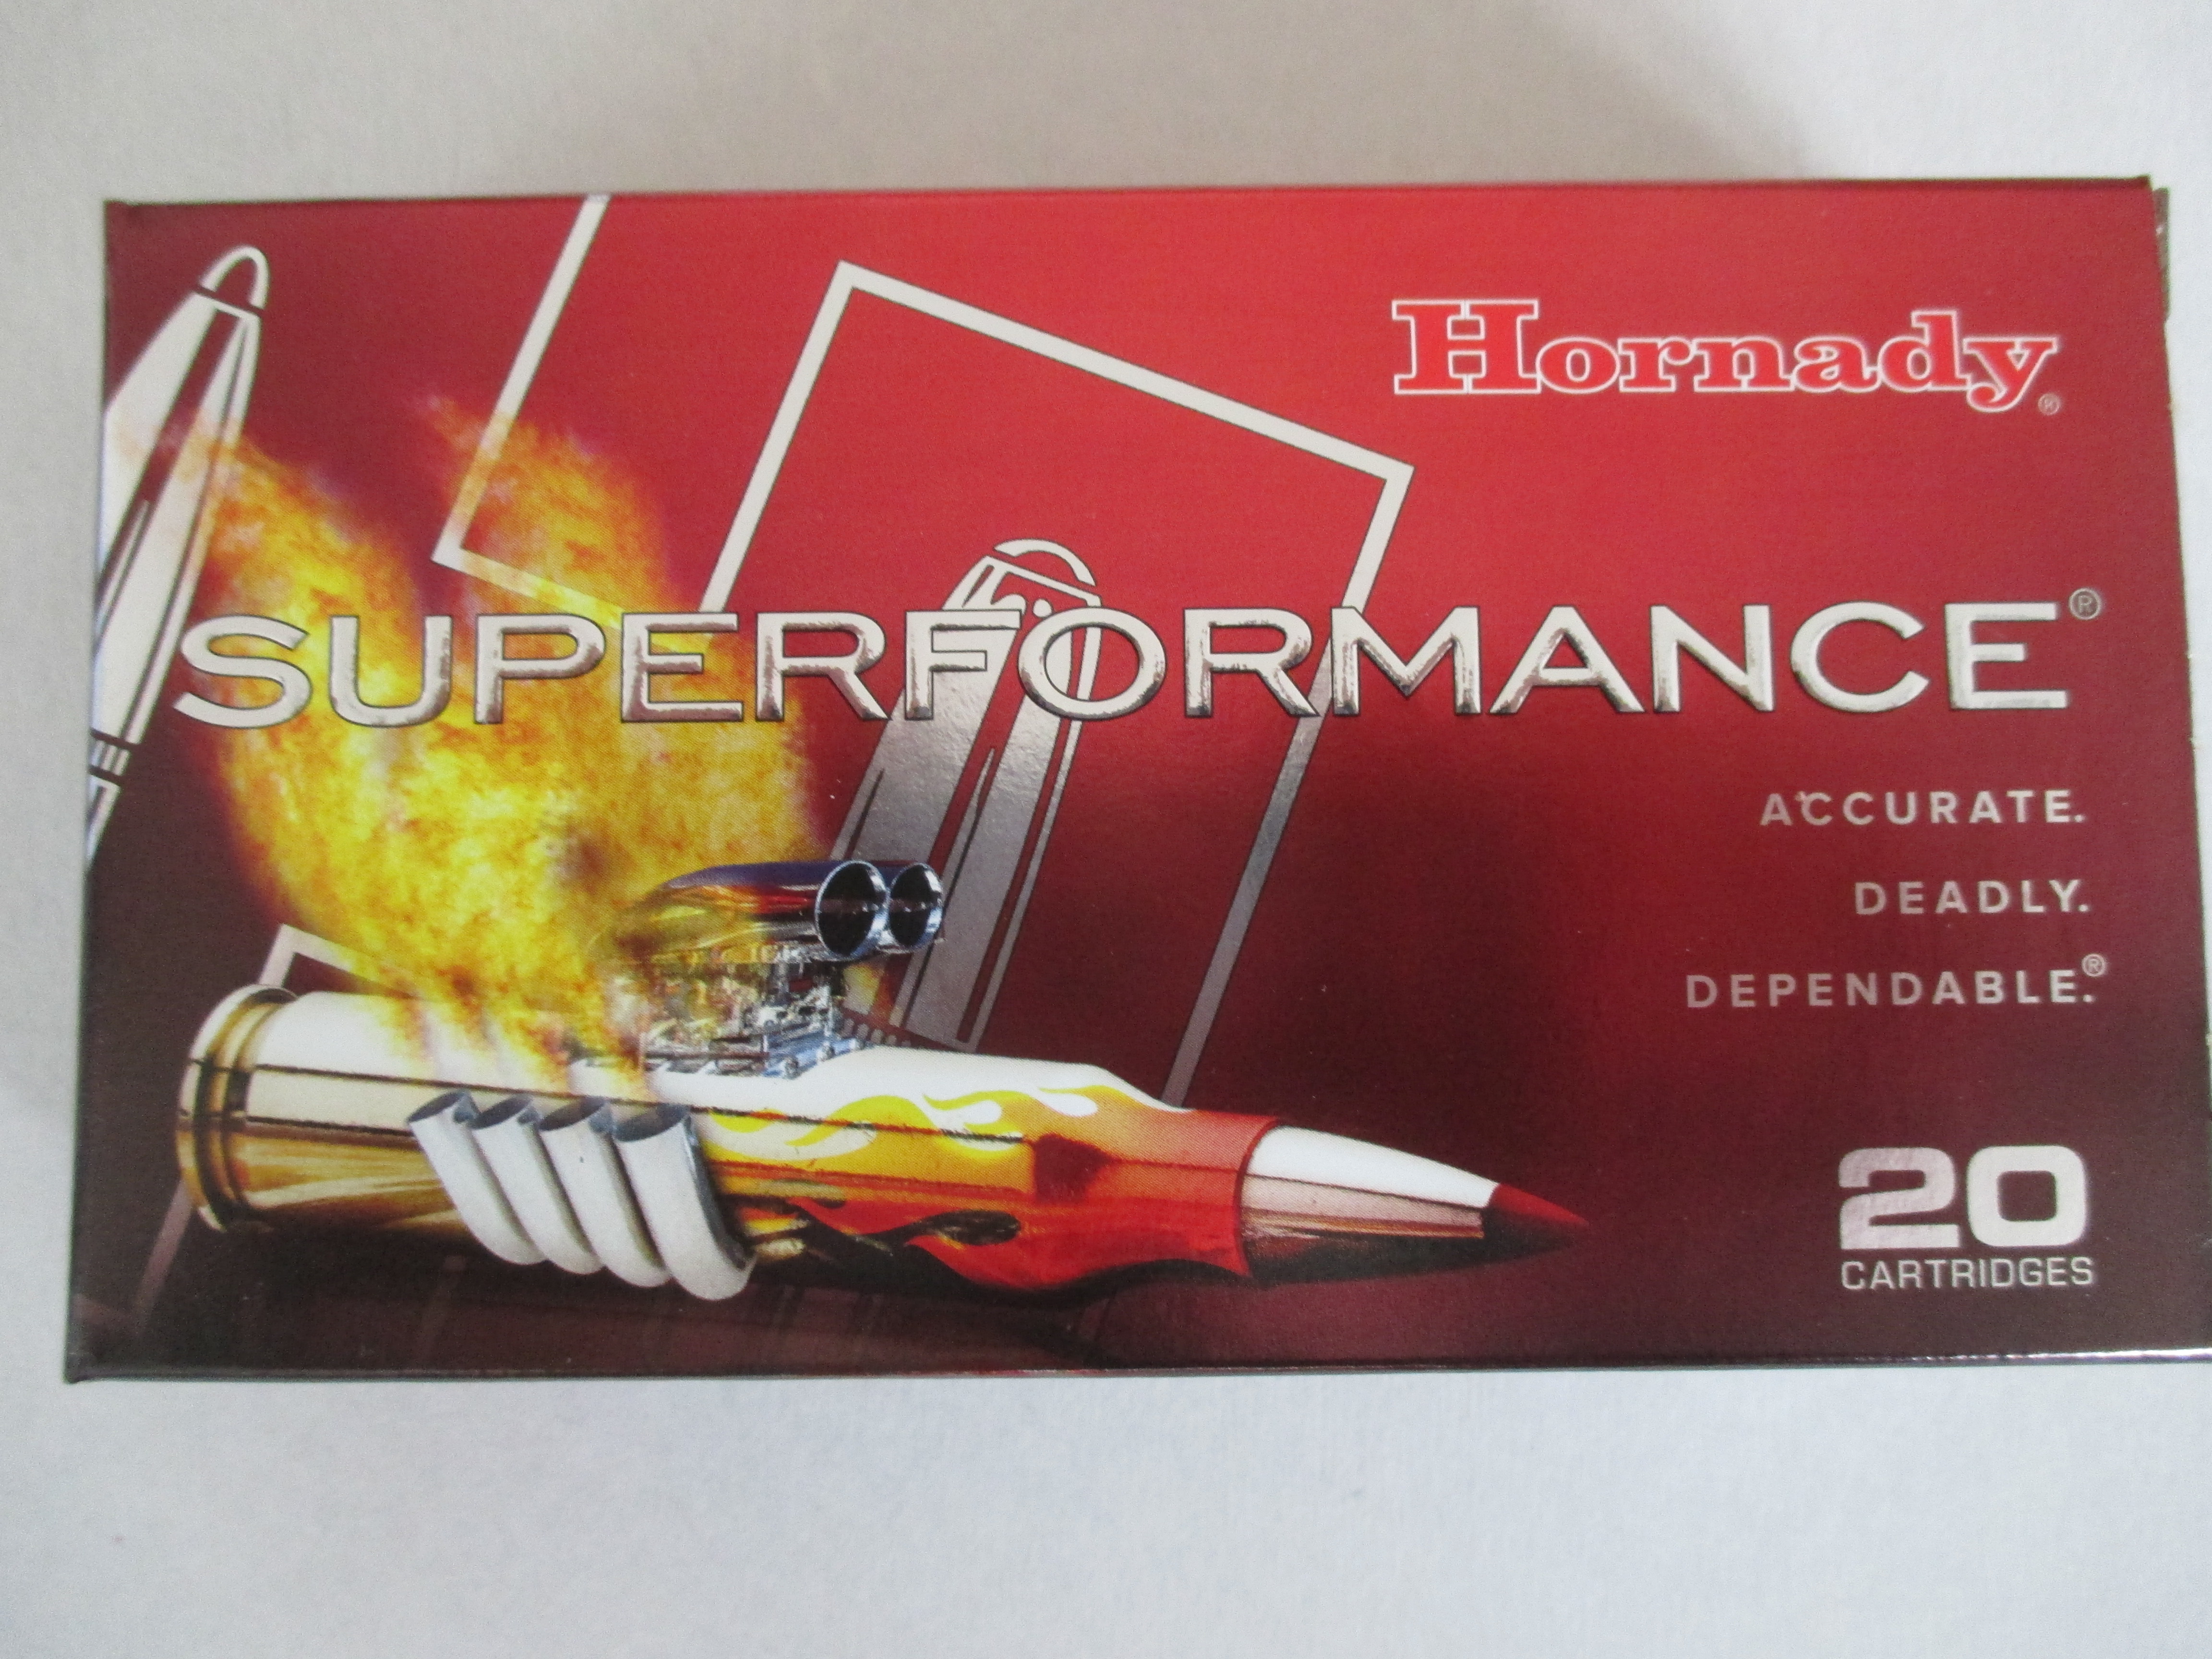 Hornady®
SUPERFORMANCE®
ACCURATE.
DEADLY.
DEPENDABLE.®
20
CARTRIDGES